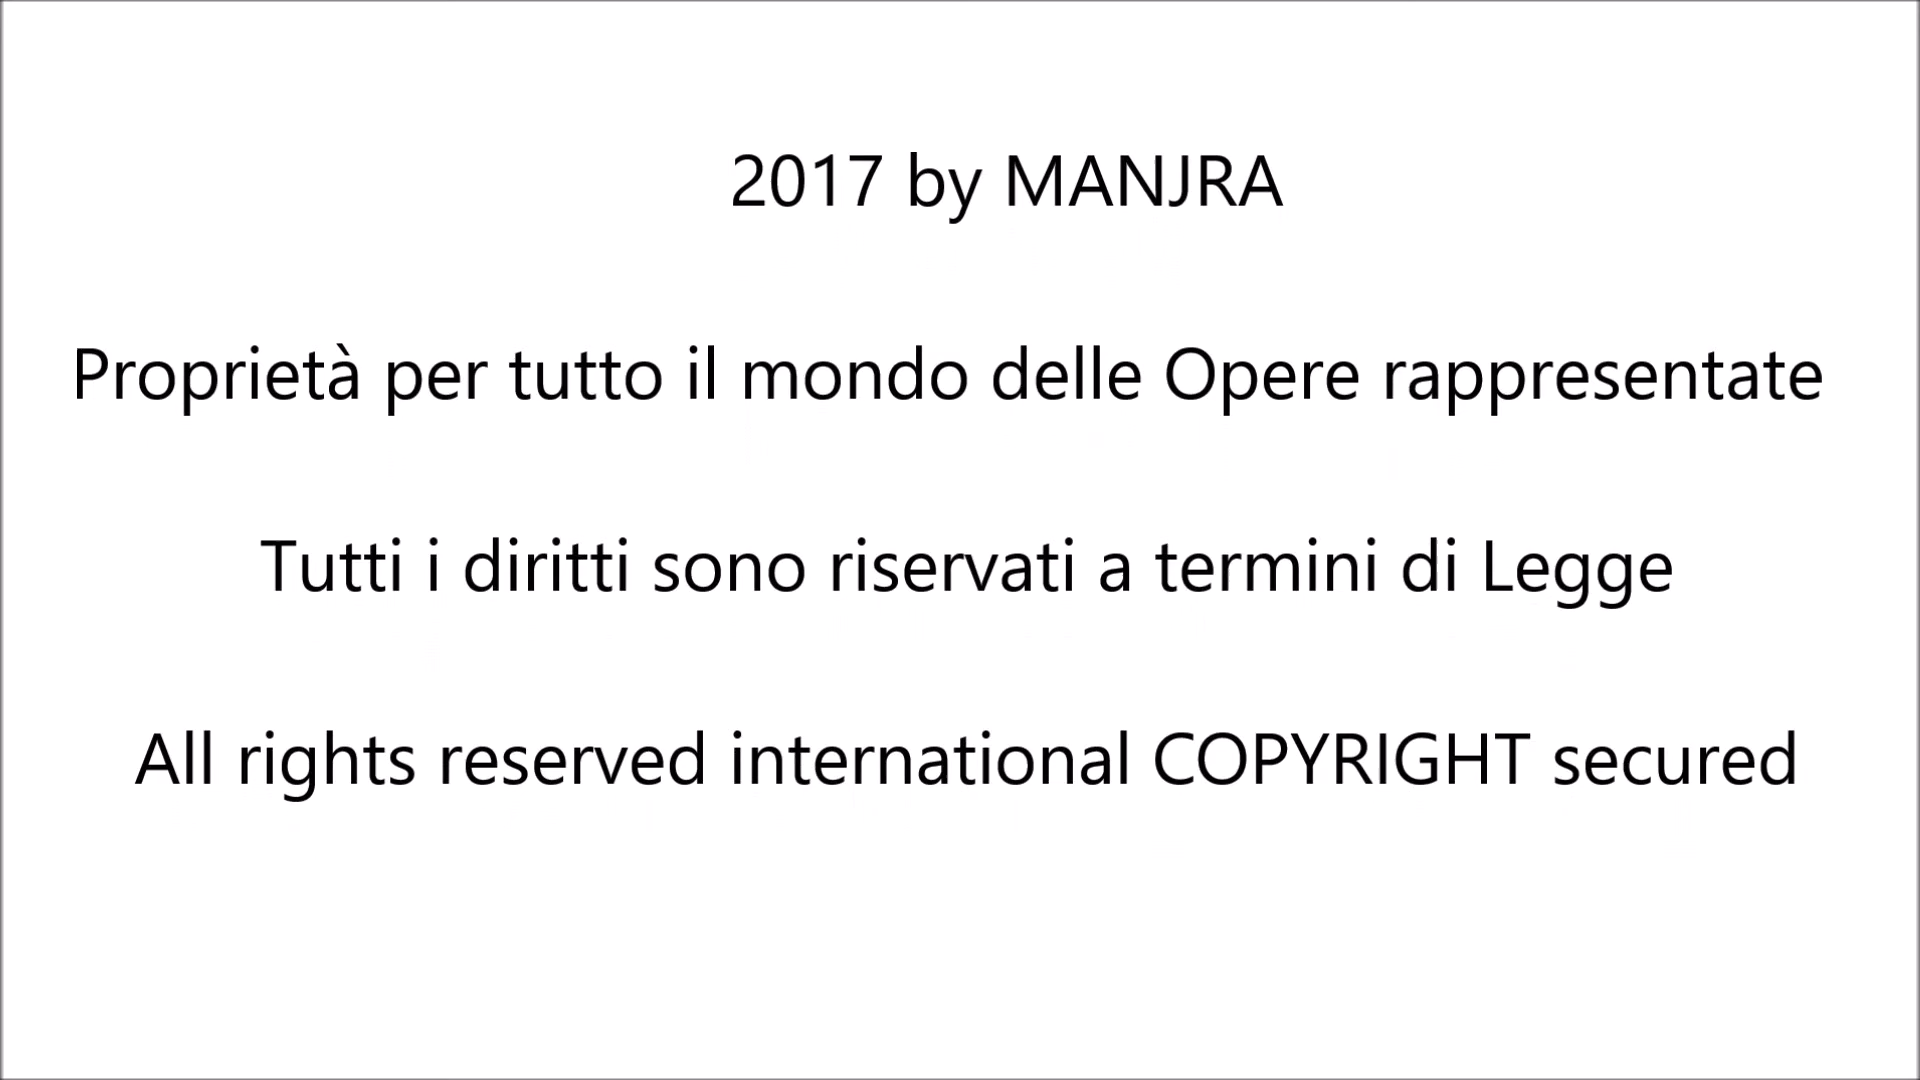 2017 by MANJRA
Proprietà per tutto il mondo delle Opere rappresentate
Tutti i diritti sono riservati a termini di Legge
All rights reserved international COPYRIGHT secured